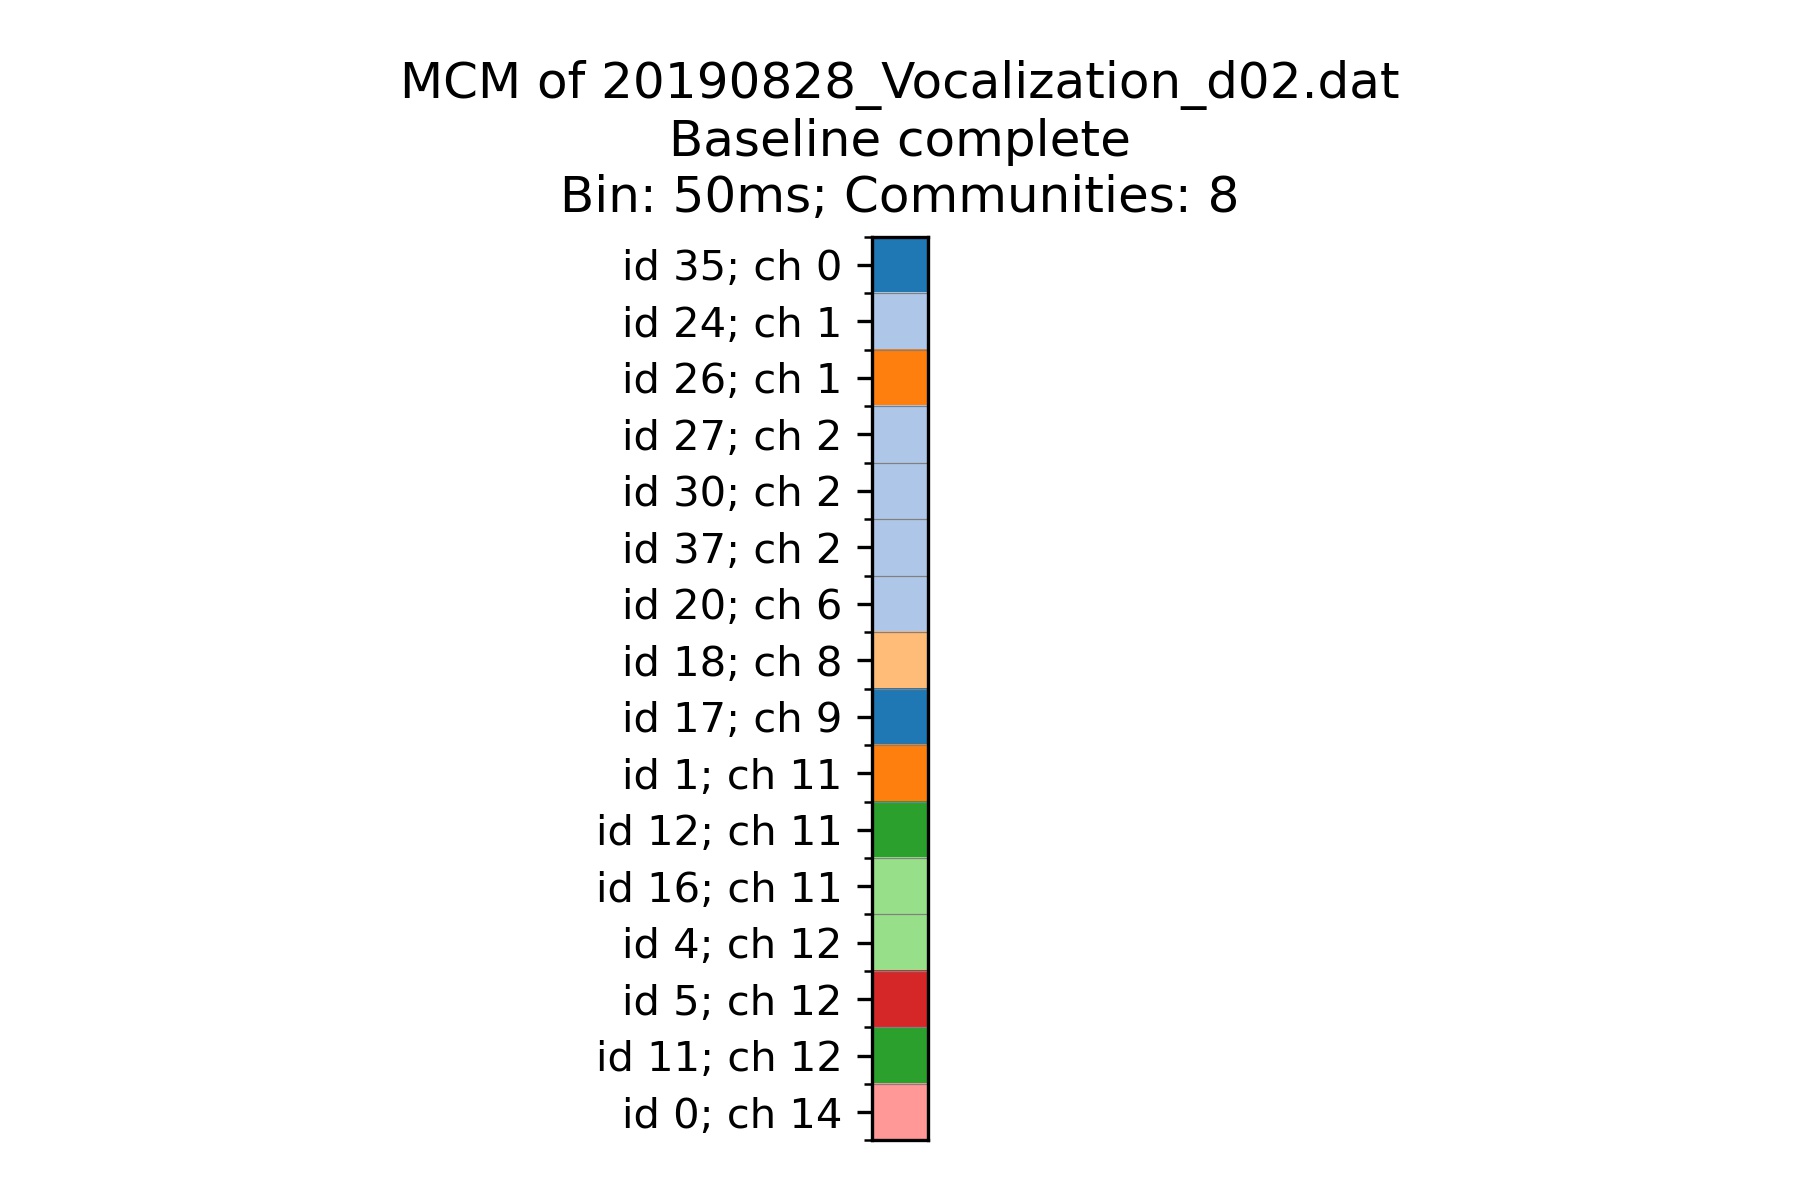 MCM of 20190828_Vocalization_d02.dat
Baseline complete
Bin: 50ms; Communities: 8
id 35; ch 0
id 24; ch 1
id 26; ch 1
id 27; ch 2
id 30; ch 2
id 37; ch 2
id 20; ch 6
id 18; ch 8
id 17; ch 9
id 1; ch 11
id 12; ch 11
id 16; ch 11
id 4; ch 12
id 5; ch 12
id 11; ch 12
id 0; ch 14